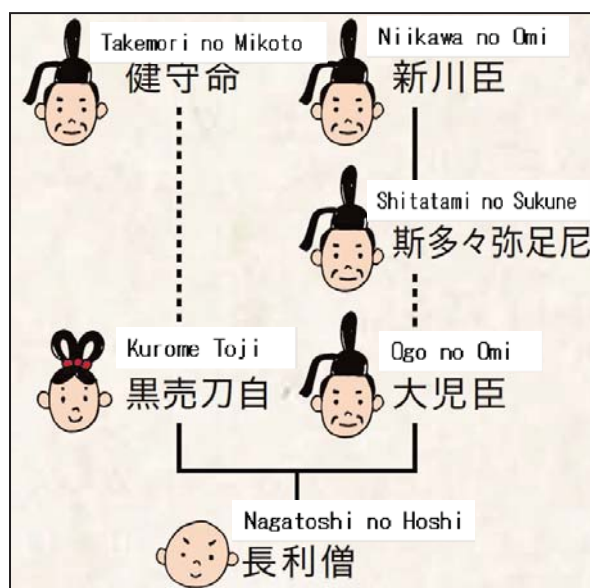 Takemori no Mikoto
健守命
Niikawa no Omi
新川臣
Shitatami no Sukune
斯多々弥足尼
Kurome Toji
黒売刀自
Ogo no Omi
大児臣
Nagatoshi no Hoshi
長利僧